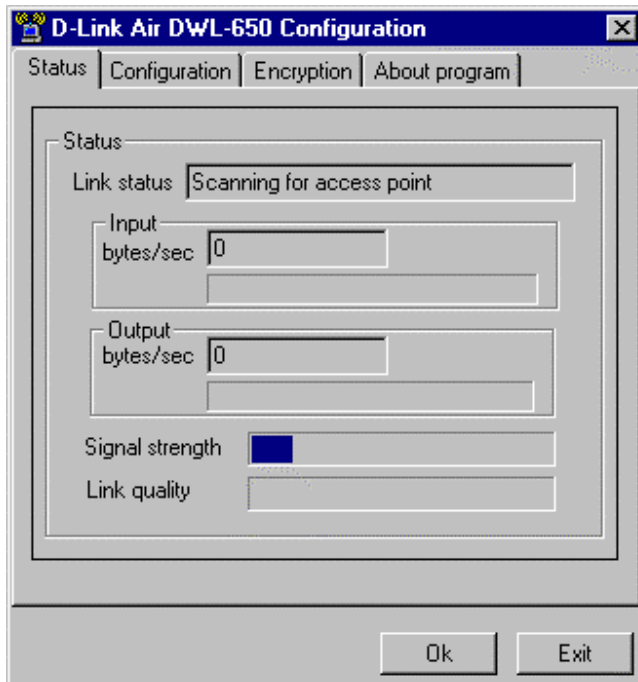 D-Link Air DWL-650 Configuration
Status Configuration Encryption About program
Status
Link status Scanning for access point
Input
bytes/sec 0
Output
bytes/sec 0
Signal strength
Link quality
Ok Exit